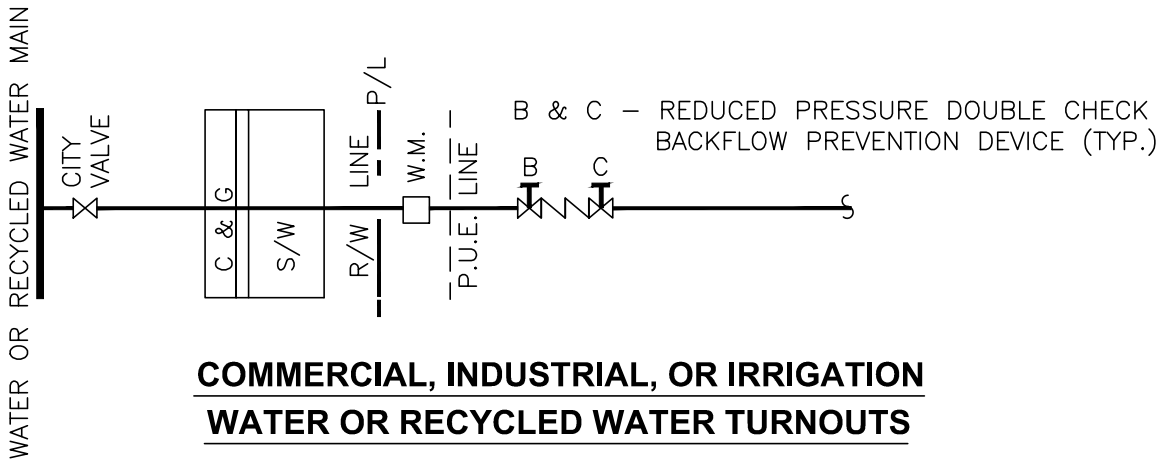 WATER OR RECYCLED WATER MAIN
CITY
VALVE
C & G
S/W
R/W LINE P/L
W.M.
P.U.E. LINE
B & C – REDUCED PRESSURE DOUBLE CHECK
BACKFLOW PREVENTION DEVICE (TYP.)
B
C
COMMERCIAL, INDUSTRIAL, OR IRRIGATION
WATER OR RECYCLED WATER TURNOUTS